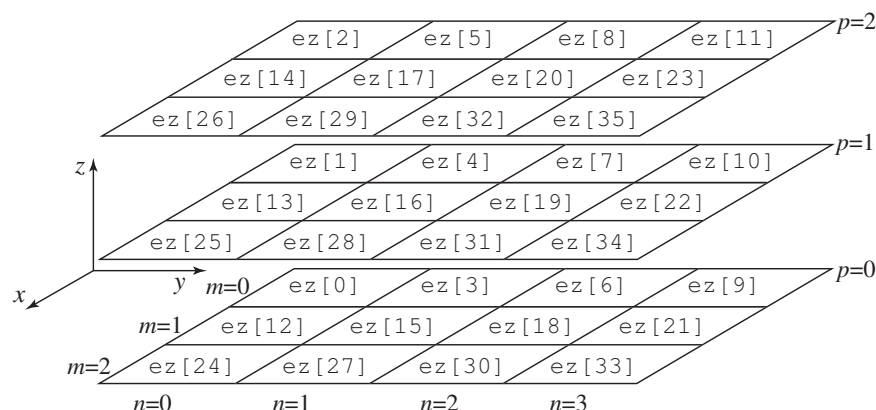 p=2
ez[2] ez[5] ez[8] ez[11]
ez[14] ez[17] ez[20] ez[23]
ez[26] ez[29] ez[32] ez[35]
p=1
ez[1] ez[4] ez[7] ez[10]
z
ez[13] ez[16] ez[19] ez[22]
ez[25] ez[28] ez[31] ez[34]
p=0
y
x
m=0 ez[0] ez[3] ez[6] ez[9]
m=1 ez[12] ez[15] ez[18] ez[21]
m=2 ez[24] ez[27] ez[30] ez[33]
n=0 n=1 n=2 n=3